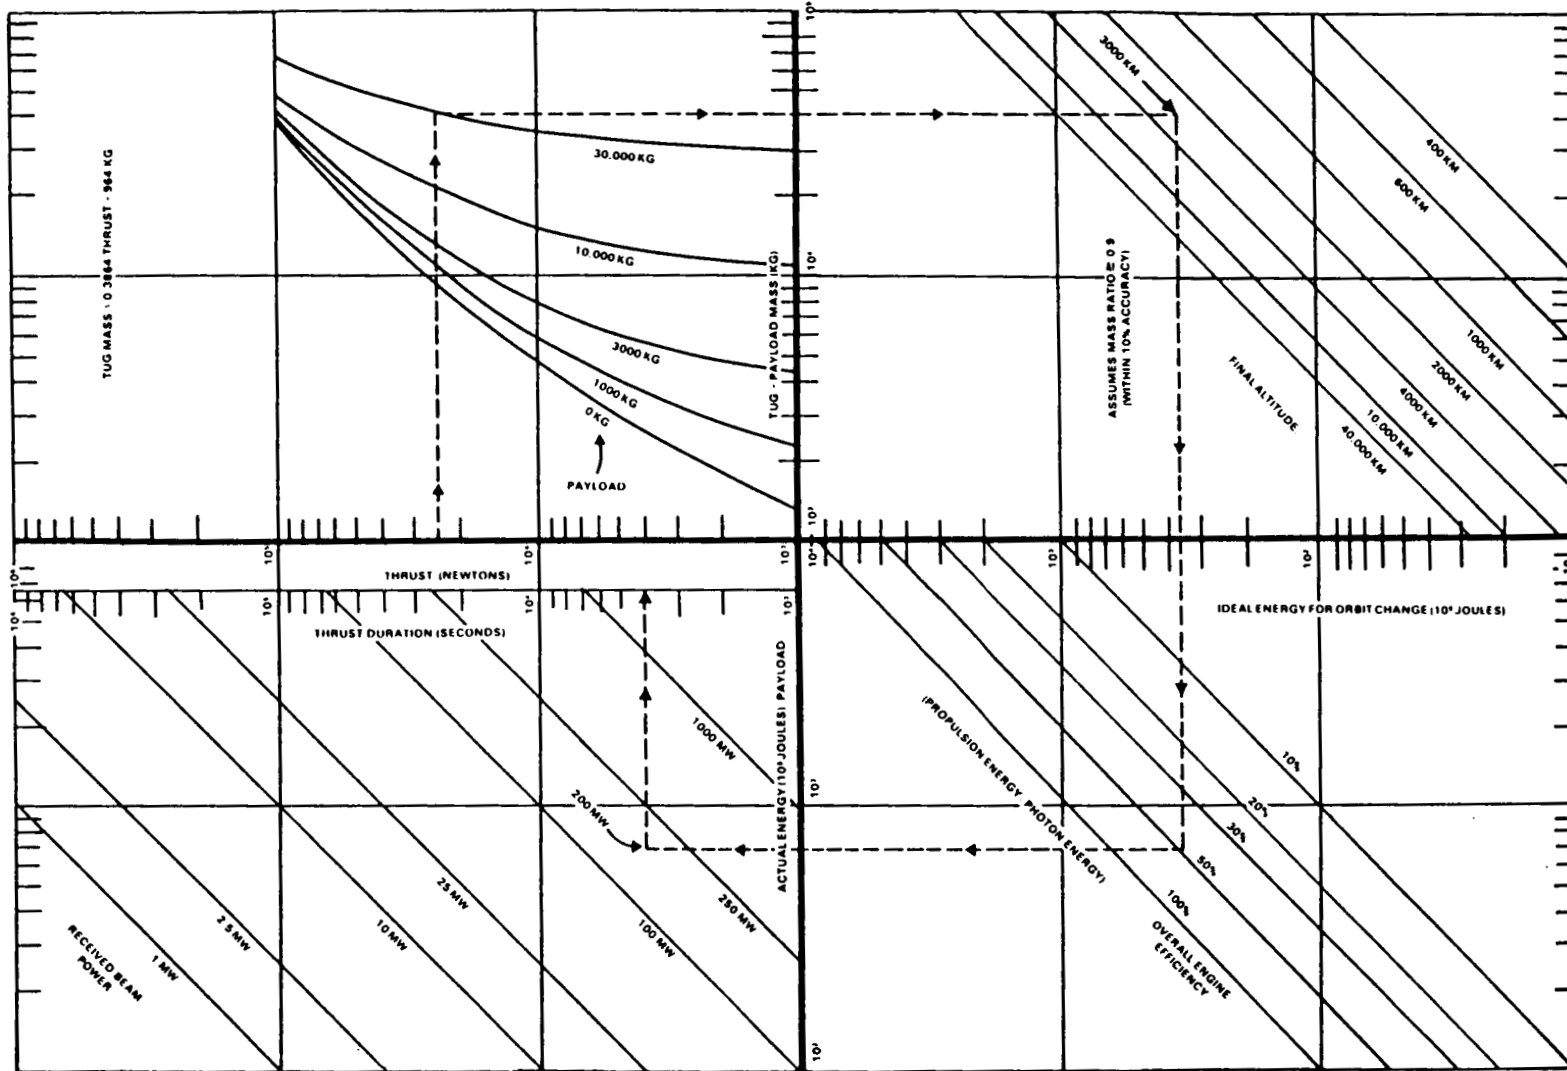 TUG MASS = 0.3864 THRUST - 964 KG
30.000 KG
10.000 KG
3000 KG
1000 KG
0 KG
PAYLOAD
TUG - PAYLOAD MASS (KG)
10⁴
10³
3000 KM
400 KM
1000 KM
2000 KM
4000 KM
10.000 KM
40.000 KM
FINAL ALTITUDE
ASSUMES MASS RATIO ≅ 0.9
(WITHIN 10% ACCURACY)
THRUST (NEWTONS)
THRUST DURATION (SECONDS)
IDEAL ENERGY FOR ORBIT CHANGE (10⁹ JOULES)
ACTUAL ENERGY (10⁹ JOULES) PAYLOAD
1000 MW
200 MW
250 MW
100 MW
25 MW
10 MW
2.5 MW
1 MW
RECEIVED BEAM
POWER
(PROPULSION ENERGY PHOTON ENERGY)
10%
20%
30%
50%
100%
OVERALL ENGINE
EFFICIENCY